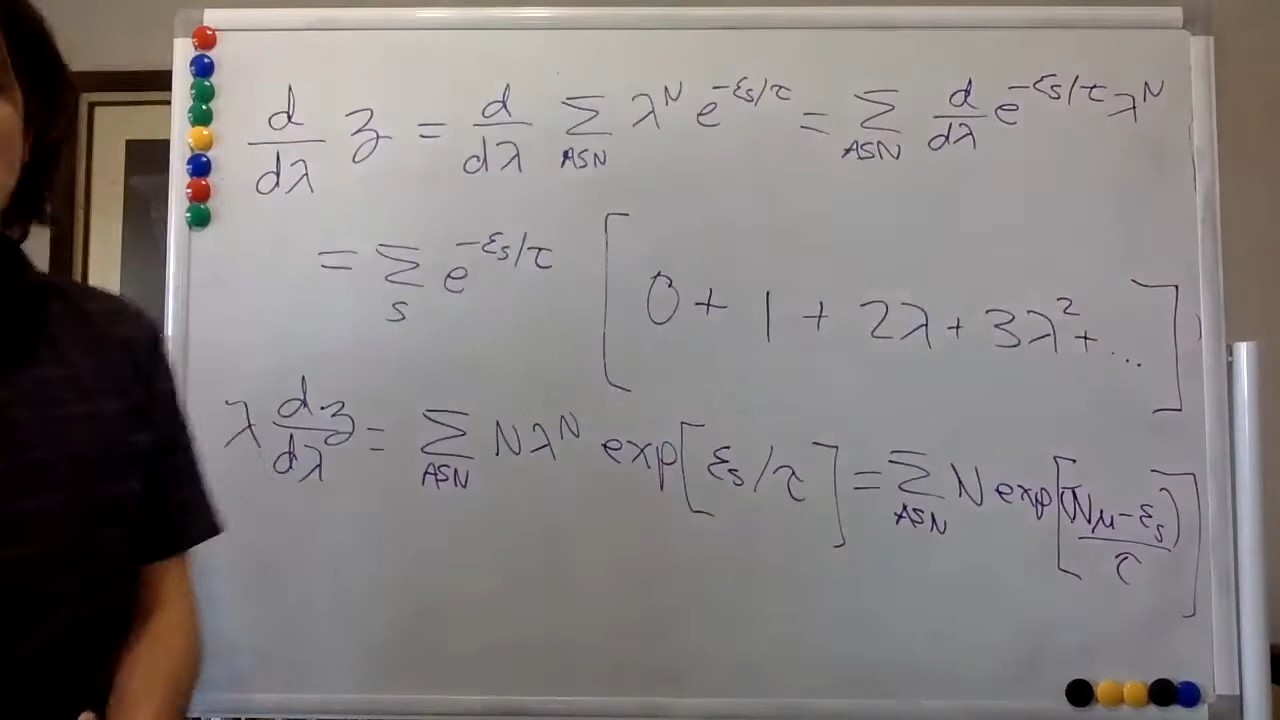 d/dλ 𝔷 = d/dλ Σ_ASN λ^N e^(-εs/τ) = Σ_ASN d/dλ e^(-εs/τ) λ^N
= Σ_s e^(-εs/τ) [0 + 1 + 2λ + 3λ² + ...]
λ d𝔷/dλ = Σ_ASN N λ^N exp[εs/τ] = Σ_ASN N exp[(Nμ-εs)/τ]